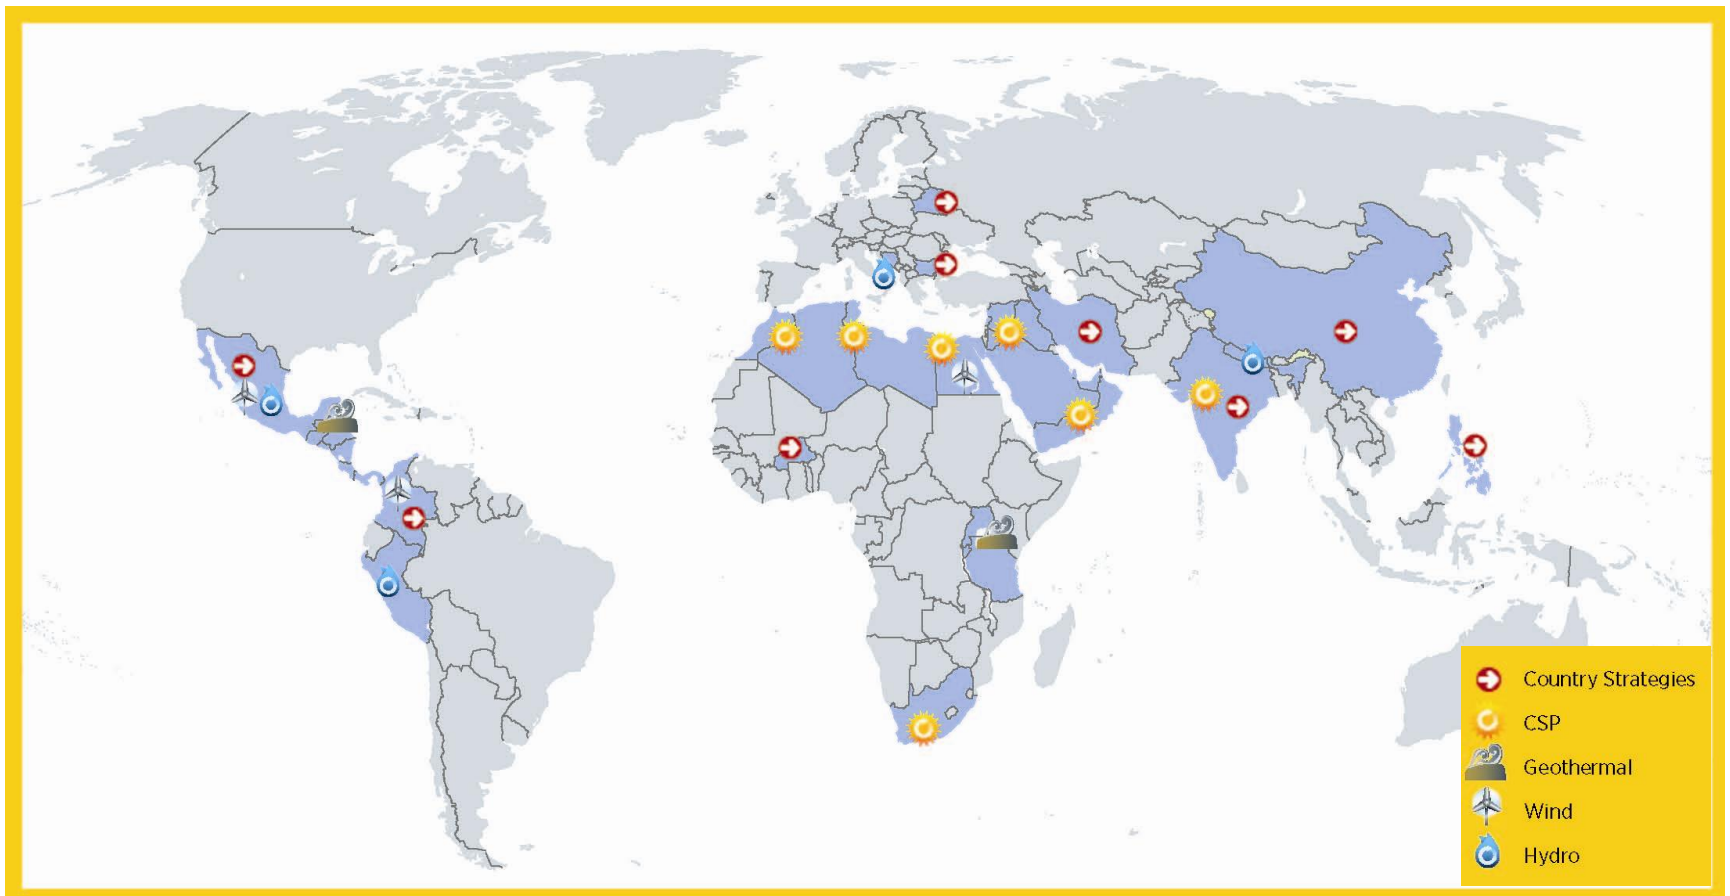 Country Strategies
CSP
Geothermal
Wind
Hydro